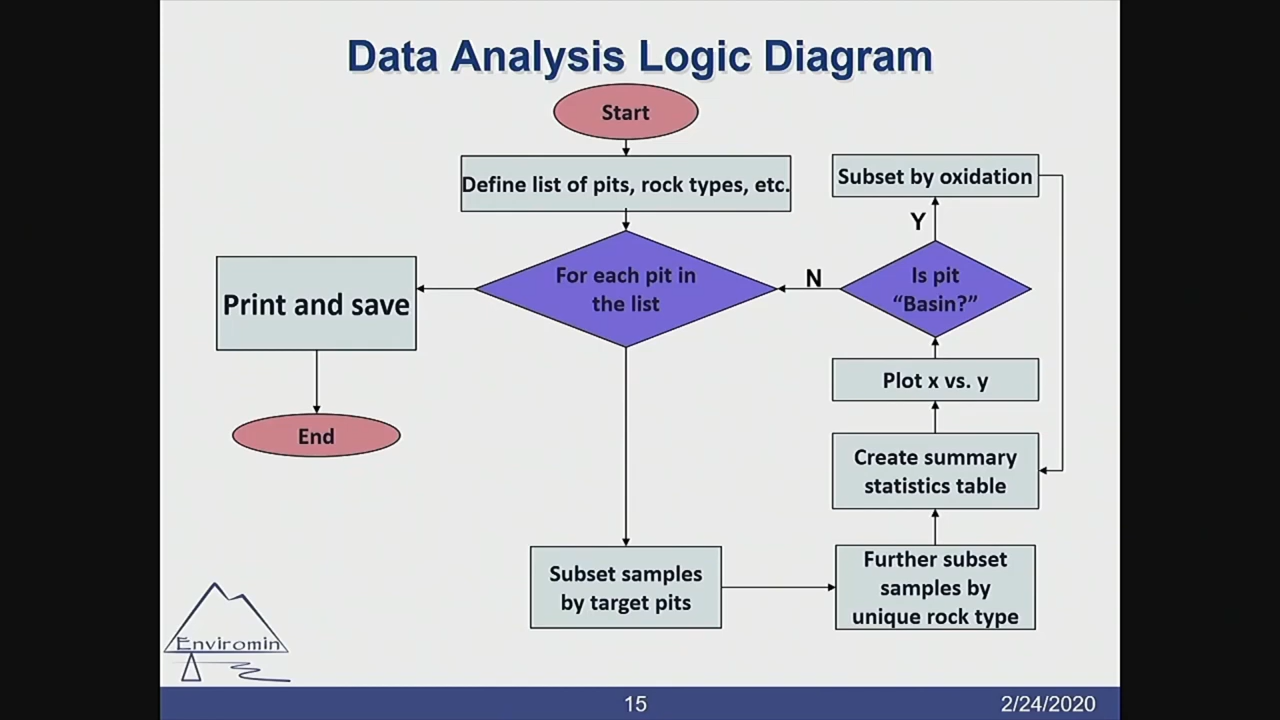 Data Analysis Logic Diagram
Start
Define list of pits, rock types, etc.
For each pit in
the list
Print and save
End
Subset samples
by target pits
Further subset
samples by
unique rock type
Create summary
statistics table
Plot x vs. y
Is pit
“Basin?”
N
Y
Subset by oxidation
Enviromin
15
2/24/2020